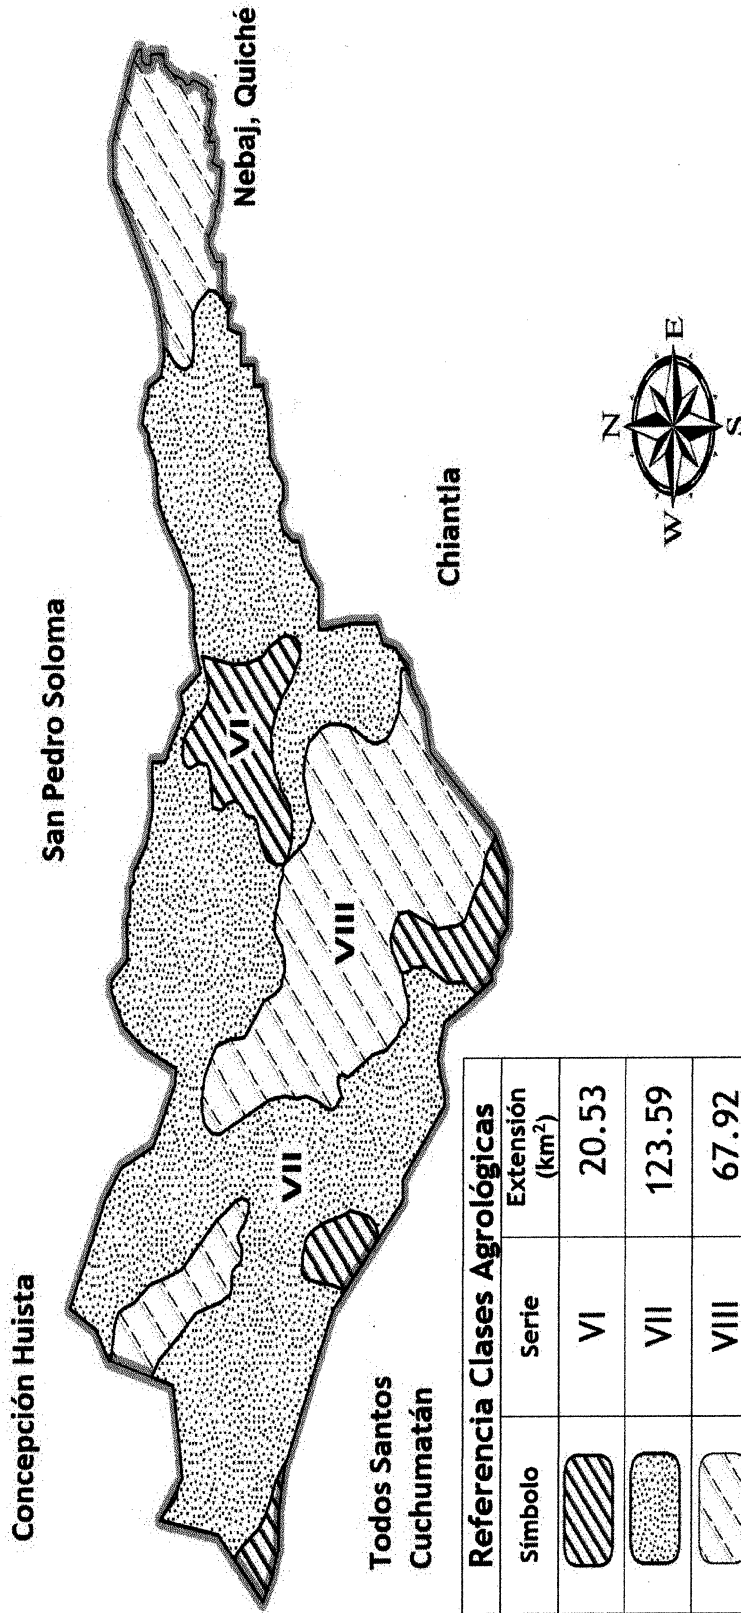 Concepción Huista
San Pedro Soloma
Nebaj, Quiché
VI
VIII
VII
Chiantla
Todos Santos
Cuchumatán
N
W E
S
Referencia Clases Agrológicas
Símbolo Serie Extensión
(km²)
VI 20.53
VII 123.59
VIII 67.92